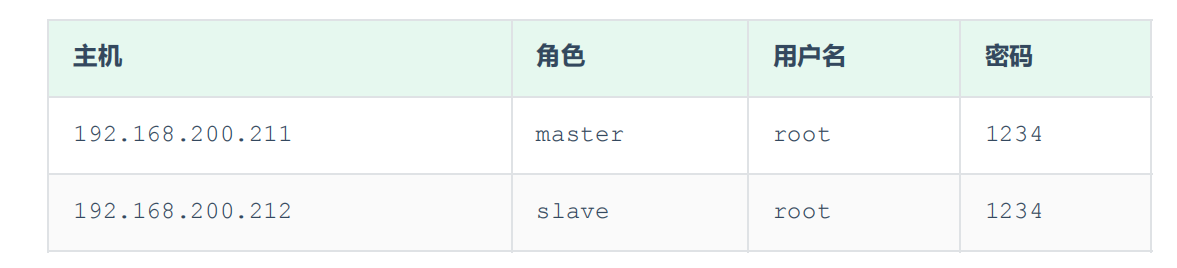 主机 角色 用户名 密码
192.168.200.211 master root 1234
192.168.200.212 slave root 1234